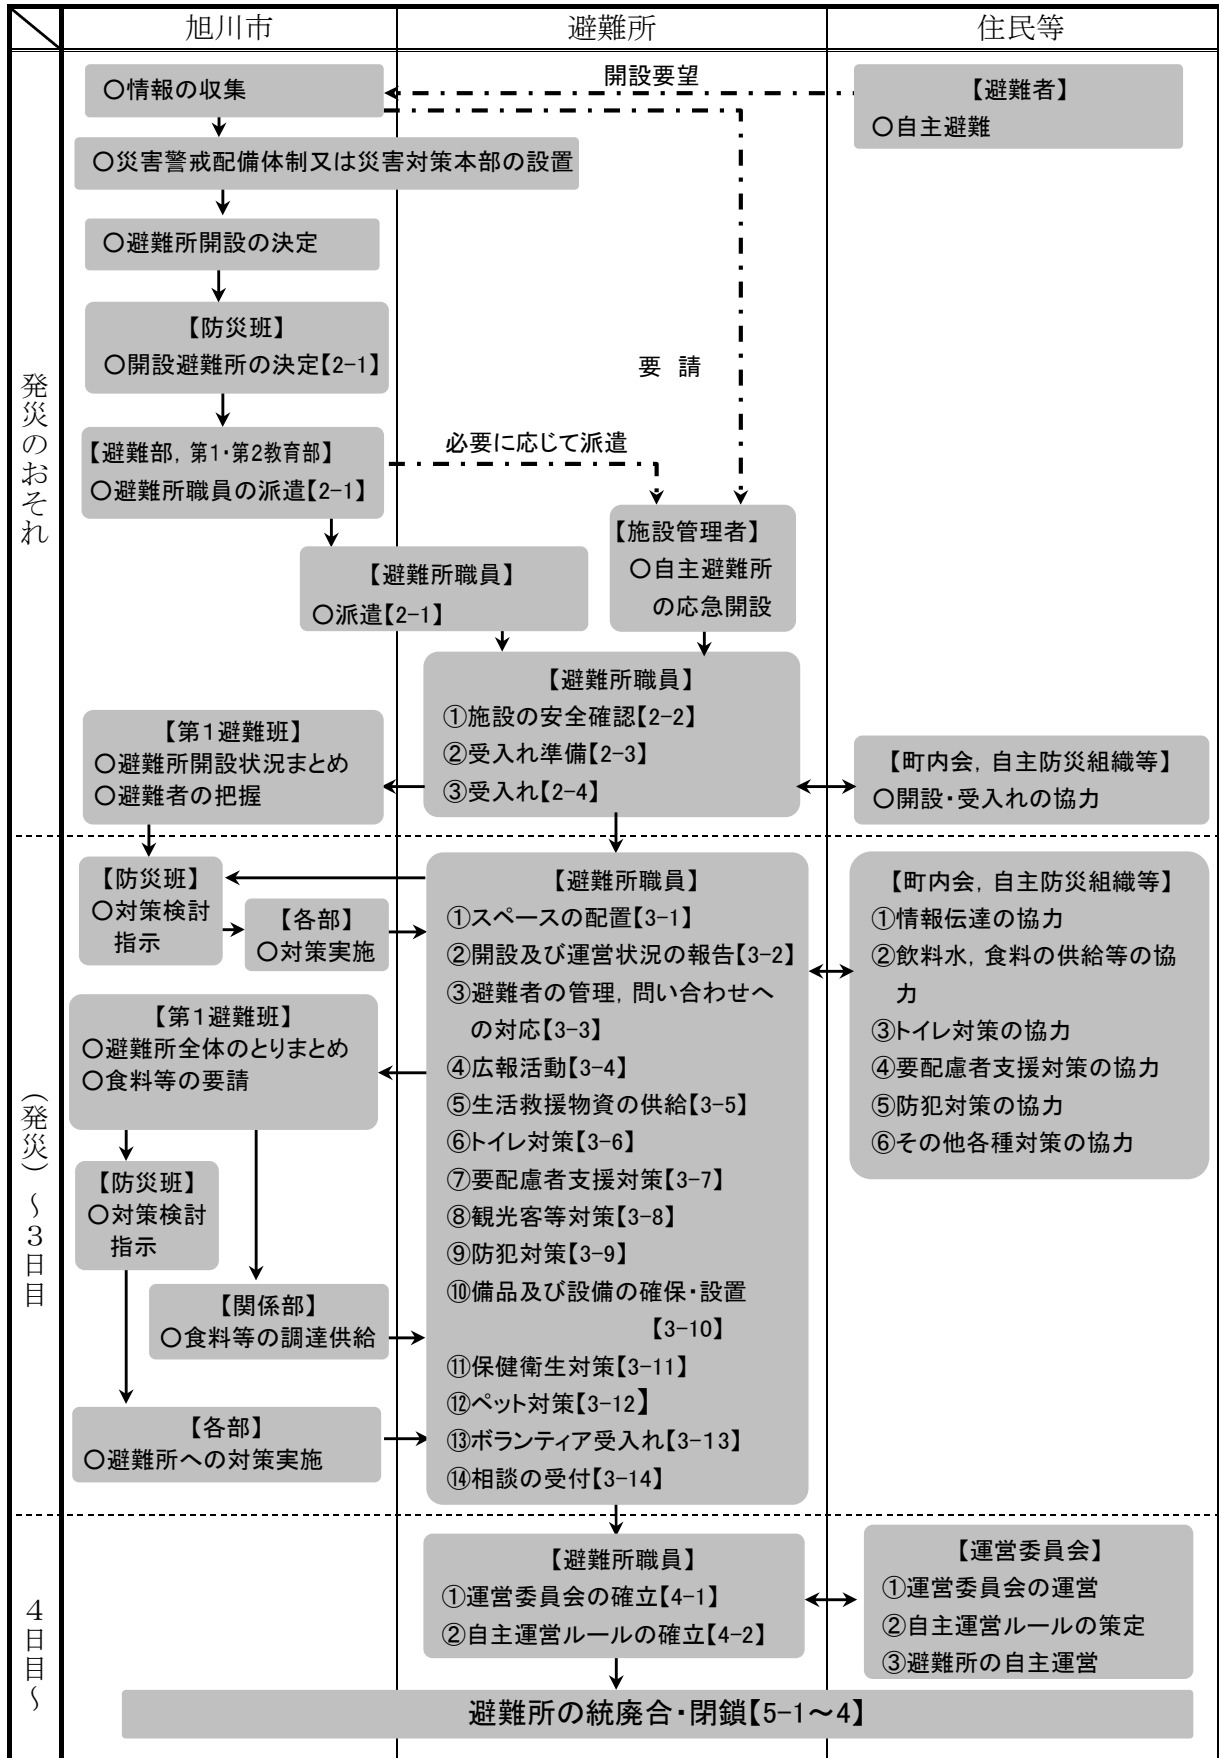 旭川市
避難所
住民等
発災のおそれ
○情報の収集
開設要望
【避難者】
○自主避難
○災害警戒配備体制又は災害対策本部の設置
○避難所開設の決定
【防災班】
○開設避難所の決定【2-1】
要 請
【避難部，第1・第2教育部】
○避難所職員の派遣【2-1】
必要に応じて派遣
【施設管理者】
○自主避難所
の応急開設
【避難所職員】
○派遣【2-1】
【避難所職員】
①施設の安全確認【2-2】
②受入れ準備【2-3】
③受入れ【2-4】
【第１避難班】
○避難所開設状況まとめ
○避難者の把握
【町内会，自主防災組織等】
○開設・受入れの協力
（発災）～３日目
【防災班】
○対策検討
指示
【各部】
○対策実施
【第１避難班】
○避難所全体のとりまとめ
○食料等の要請
【防災班】
○対策検討
指示
【関係部】
○食料等の調達供給
【各部】
○避難所への対策実施
【避難所職員】
①スペースの配置【3-1】
②開設及び運営状況の報告【3-2】
③避難者の管理，問い合わせへ
の対応【3-3】
④広報活動【3-4】
⑤生活救援物資の供給【3-5】
⑥トイレ対策【3-6】
⑦要配慮者支援対策【3-7】
⑧観光客等対策【3-8】
⑨防犯対策【3-9】
⑩備品及び設備の確保・設置
【3-10】
⑪保健衛生対策【3-11】
⑫ペット対策【3-12】
⑬ボランティア受入れ【3-13】
⑭相談の受付【3-14】
【町内会，自主防災組織等】
①情報伝達の協力
②飲料水，食料の供給等の協
力
③トイレ対策の協力
④要配慮者支援対策の協力
⑤防犯対策の協力
⑥その他各種対策の協力
４日目～
【避難所職員】
①運営委員会の確立【4-1】
②自主運営ルールの確立【4-2】
【運営委員会】
①運営委員会の運営
②自主運営ルールの策定
③避難所の自主運営
避難所の統廃合・閉鎖【5-1～4】